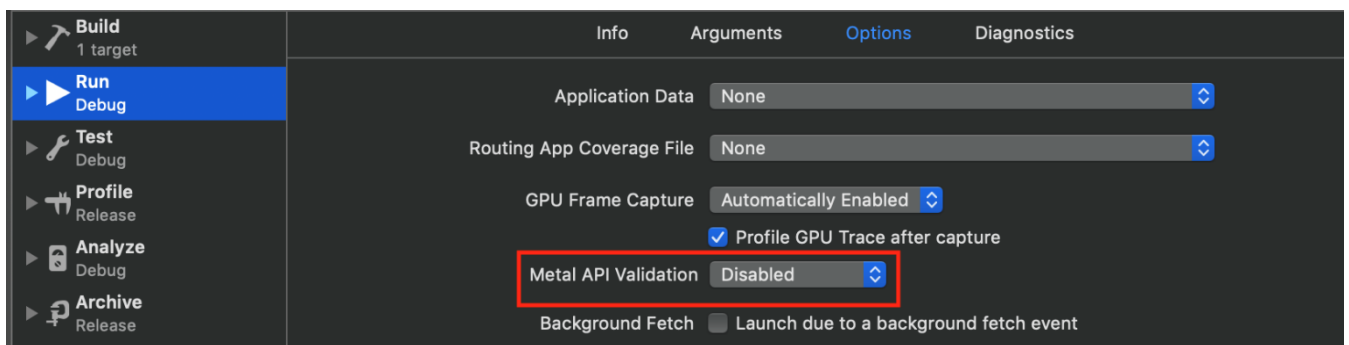 Build
1 target
Run
Debug
Test
Debug
Profile
Release
Analyze
Debug
Archive
Release
Info Arguments Options Diagnostics
Application Data None
Routing App Coverage File None
GPU Frame Capture Automatically Enabled
Profile GPU Trace after capture
Metal API Validation Disabled
Background Fetch Launch due to a background fetch event